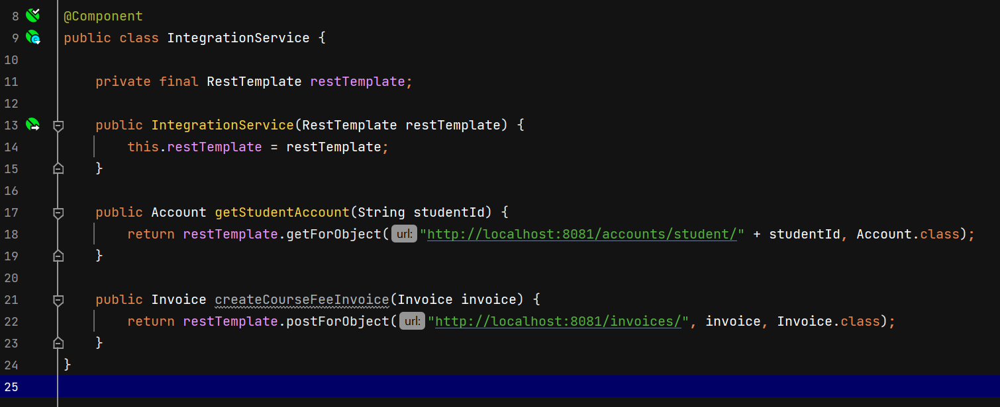 8 @Component
9 public class IntegrationService {
10
11 private final RestTemplate restTemplate;
12
13 public IntegrationService(RestTemplate restTemplate) {
14 this.restTemplate = restTemplate;
15 }
16
17 public Account getStudentAccount(String studentId) {
18 return restTemplate.getForObject( url: "http://localhost:8081/accounts/student/" + studentId, Account.class);
19 }
20
21 public Invoice createCourseFeeInvoice(Invoice invoice) {
22 return restTemplate.postForObject( url: "http://localhost:8081/invoices/", invoice, Invoice.class);
23 }
24 }
25